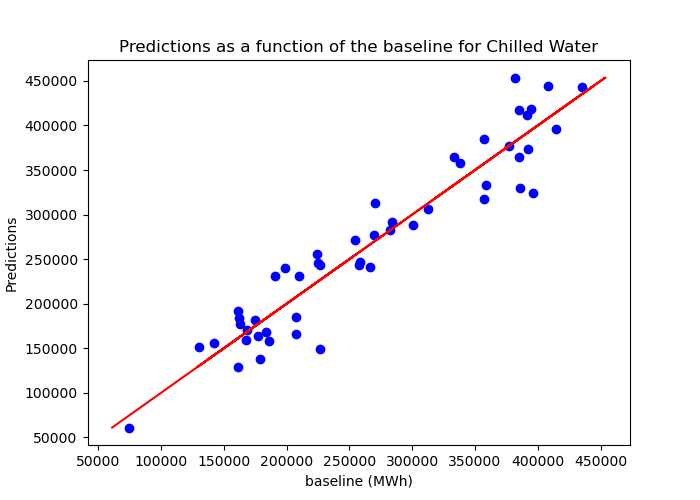 Predictions as a function of the baseline for Chilled Water
Predictions
450000
400000
350000
300000
250000
200000
150000
100000
50000
50000 100000 150000 200000 250000 300000 350000 400000 450000
baseline (MWh)